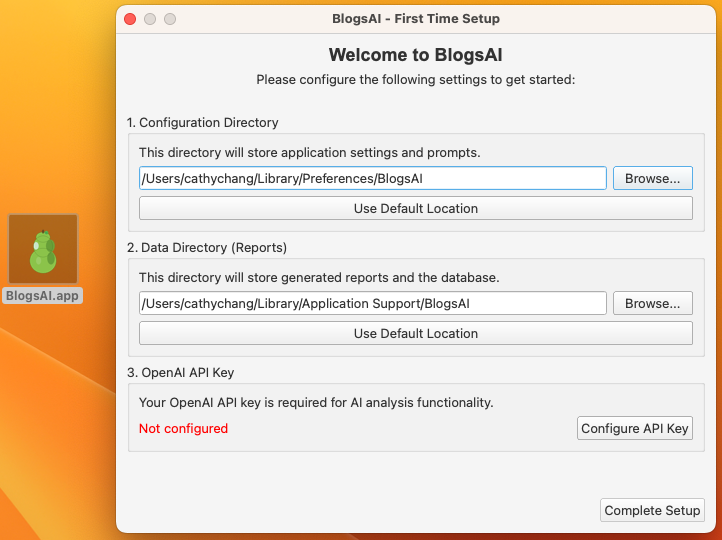 BlogsAI - First Time Setup
Welcome to BlogsAI
Please configure the following settings to get started:
1. Configuration Directory
This directory will store application settings and prompts.
/Users/cathychang/Library/Preferences/BlogsAI
Browse...
Use Default Location
2. Data Directory (Reports)
This directory will store generated reports and the database.
/Users/cathychang/Library/Application Support/BlogsAI
Browse...
Use Default Location
3. OpenAI API Key
Your OpenAI API key is required for AI analysis functionality.
Not configured
Configure API Key
Complete Setup
BlogsAI.app